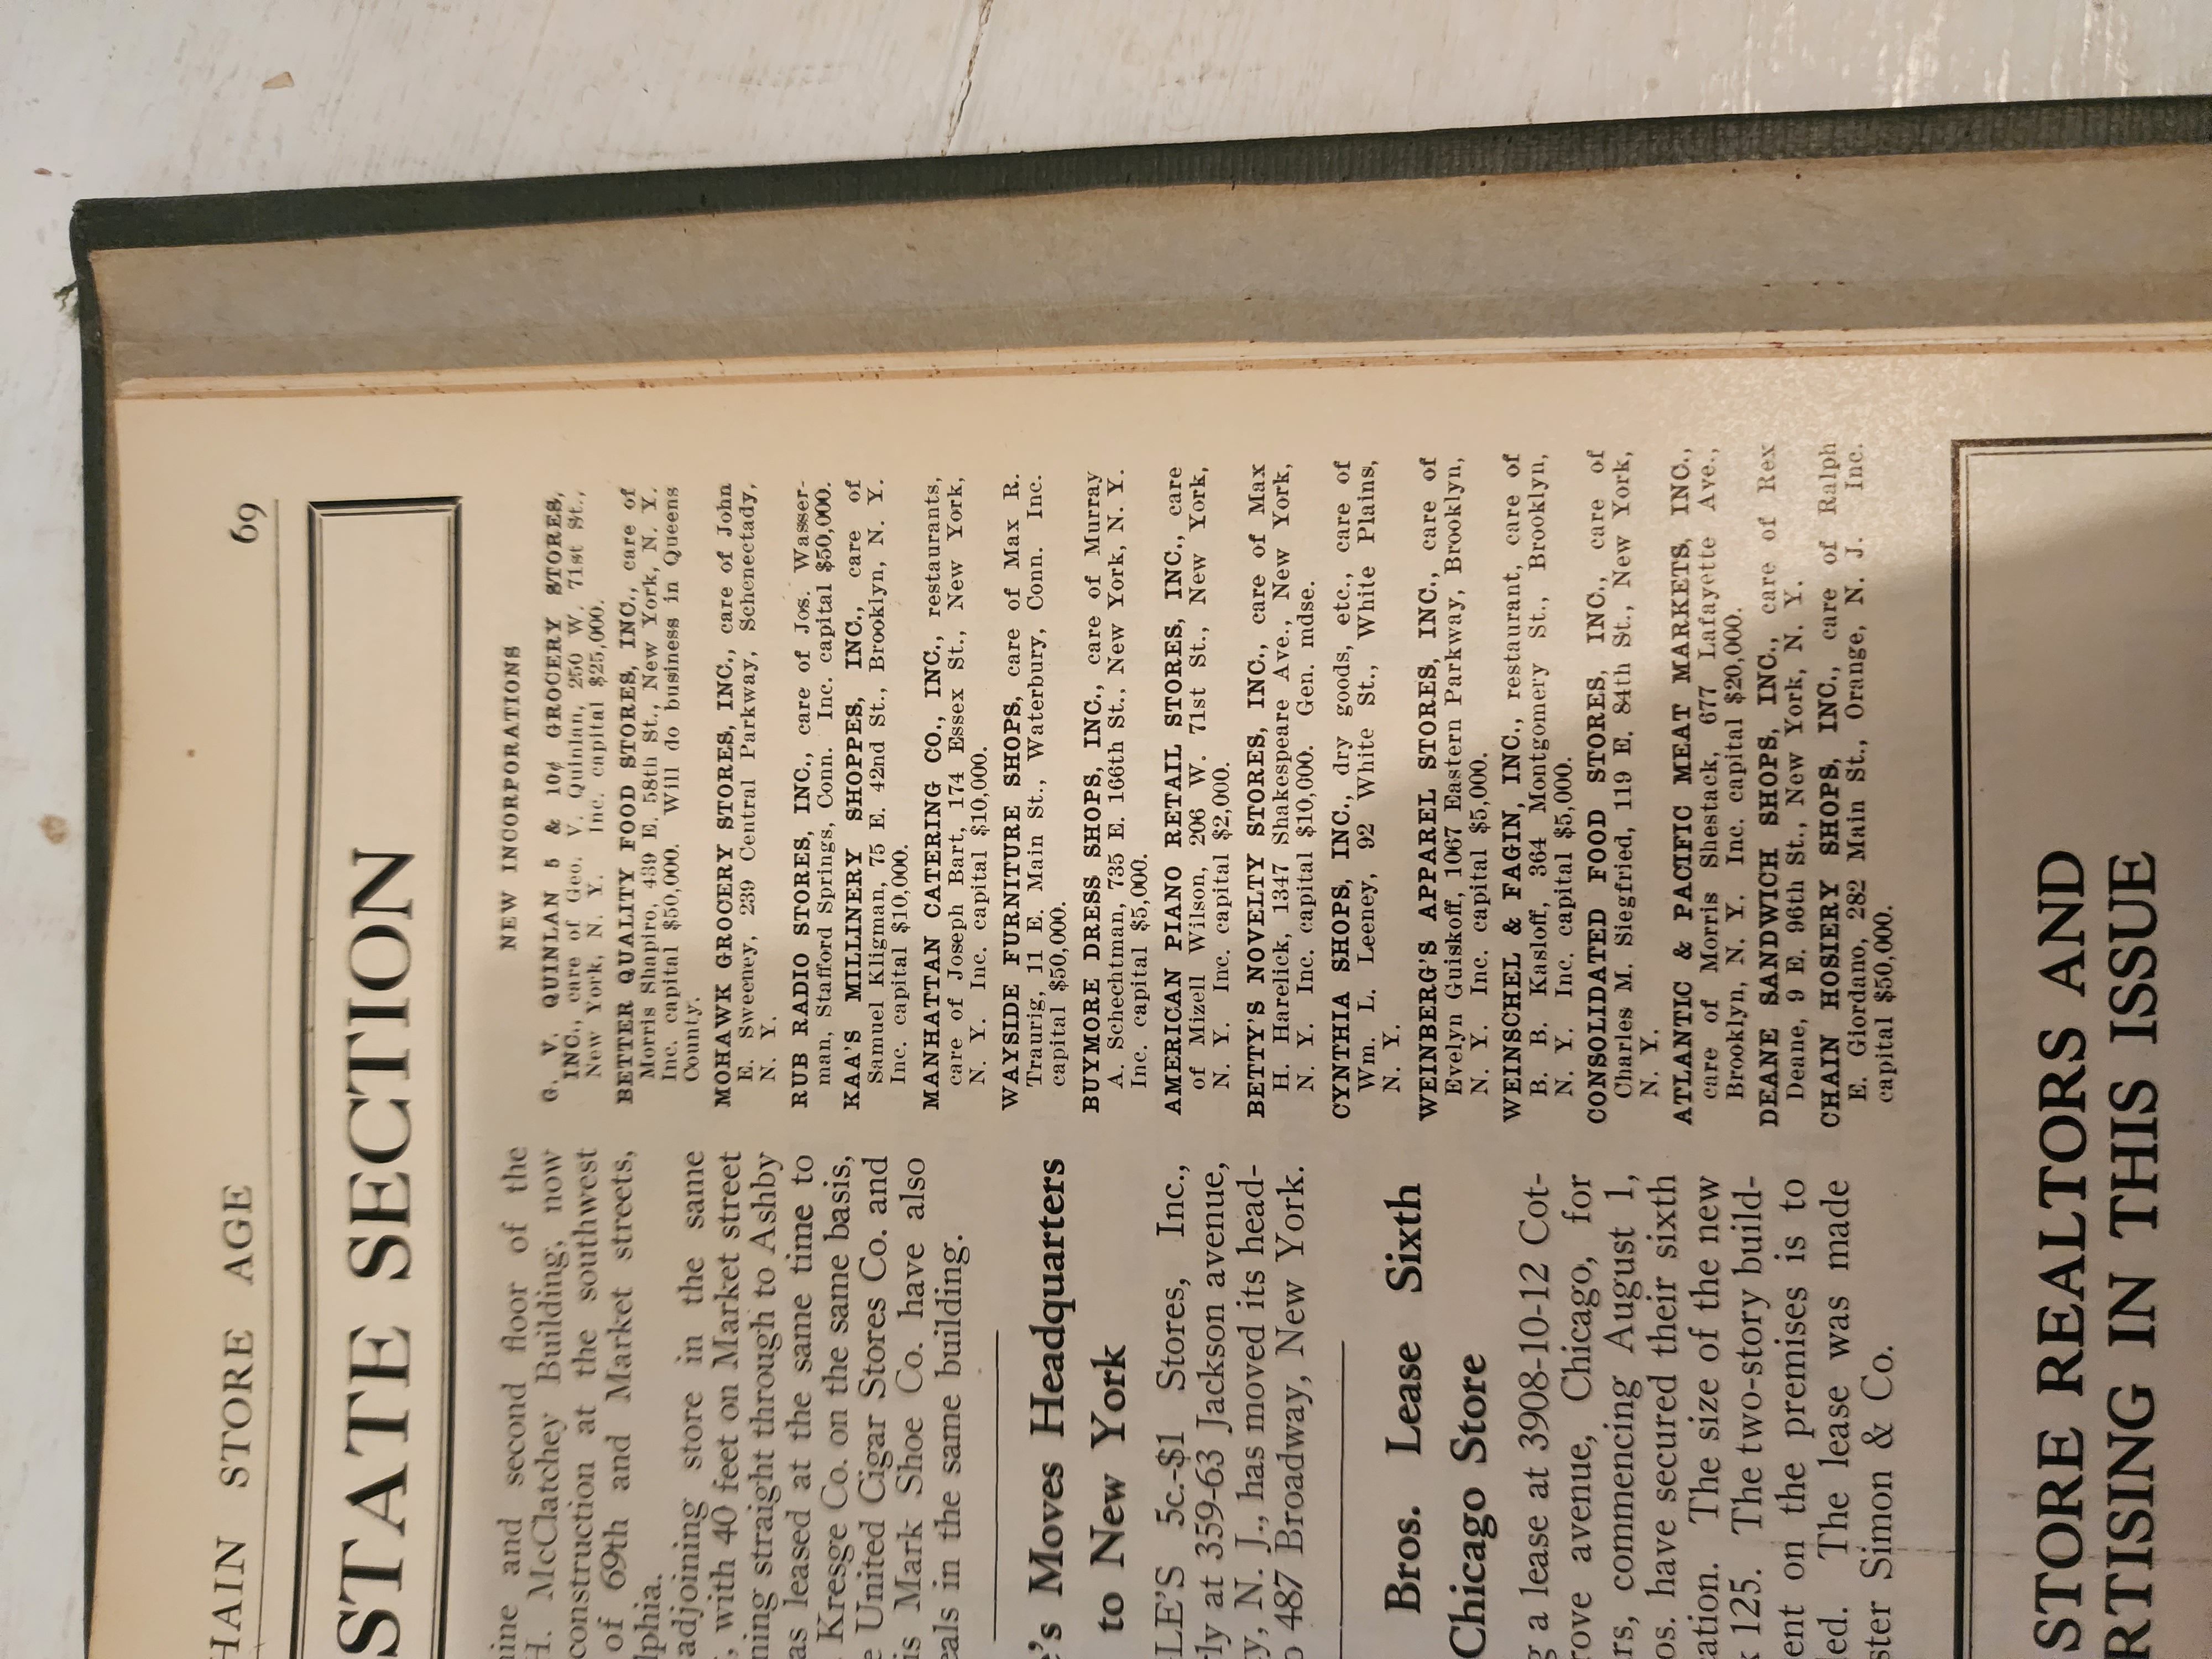 HAIN STORE AGE 69
STATE SECTION
and second floor of the
H. McClatchey Building, now
construction at the southwest
of 69th and Market streets,
adjoining store in the same
, with 40 feet on Market street
ning straight through to Ashby
as leased at the same time to
Kresge Co. on the same basis,
e United Cigar Stores Co. and
is Mark Shoe Co. have also
eals in the same building.
's Moves Headquarters
to New York
LE'S 5c.-$1 Stores, Inc.,
rly at 359-63 Jackson avenue,
y, N. J., has moved its head-
o 487 Broadway, New York.
Bros. Lease Sixth
Chicago Store
g a lease at 3908-10-12 Cot-
rove avenue, Chicago, for
rs, commencing August 1,
os. have secured their sixth
ation. The size of the new
x 125. The two-story build-
ent on the premises is to
ed. The lease was made
ster Simon & Co.
NEW INCORPORATIONS
G. V. QUINLAN 5 & 10¢ GROCERY STORES,
INC., care of Geo. V. Quinlan, 250 W. 71st St.,
New York, N. Y. Inc. capital $25,000.
BETTER QUALITY FOOD STORES, INC., care of
Morris Shapiro, 439 E. 58th St., New York, N. Y.
Inc. capital $50,000. Will do business in Queens
County.
MOHAWK GROCERY STORES, INC., care of John
E. Sweeney, 239 Central Parkway, Schenectady,
N. Y.
RUB RADIO STORES, INC., care of Jos. Wasser-
man, Stafford Springs, Conn. Inc. capital $50,000.
KAA'S MILLINERY SHOPPES, INC., care of
Samuel Kligman, 75 E. 42nd St., Brooklyn, N. Y.
Inc. capital $10,000.
MANHATTAN CATERING CO., INC., restaurants,
care of Joseph Bart, 174 Essex St., New York,
N. Y. Inc. capital $10,000.
WAYSIDE FURNITURE SHOPS, care of Max R.
Traurig, 11 E. Main St., Waterbury, Conn. Inc.
capital $50,000.
BUYMORE DRESS SHOPS, INC., care of Murray
A. Schechtman, 735 E. 166th St., New York, N. Y.
Inc. capital $5,000.
AMERICAN PIANO RETAIL STORES, INC., care
of Mizell Wilson, 206 W. 71st St., New York,
N. Y. Inc. capital $2,000.
BETTY'S NOVELTY STORES, INC., care of Max
H. Harelick, 1347 Shakespeare Ave., New York,
N. Y. Inc. capital $10,000. Gen. mdse.
CYNTHIA SHOPS, INC., dry goods, etc., care of
Wm. L. Leeney, 92 White St., White Plains,
N. Y.
WEINBERG'S APPAREL STORES, INC., care of
Evelyn Guiskoff, 1067 Eastern Parkway, Brooklyn,
N. Y. Inc. capital $5,000.
WEINSCHEL & FAGIN, INC., restaurant, care of
B. B. Kasloff, 364 Montgomery St., Brooklyn,
N. Y. Inc. capital $5,000.
CONSOLIDATED FOOD STORES, INC., care of
Charles M. Siegfried, 119 E. 84th St., New York,
N. Y.
ATLANTIC & PACIFIC MEAT MARKETS, INC.,
care of Morris Shestack, 677 Lafayette Ave.,
Brooklyn, N. Y. Inc. capital $20,000.
DEANE SANDWICH SHOPS, INC., care of Rex
Deane, 9 E. 96th St., New York, N. Y.
CHAIN HOSIERY SHOPS, INC., care of Ralph
E. Giordano, 282 Main St., Orange, N. J. Inc.
capital $50,000.
STORE REALTORS AND
RTISING IN THIS ISSUE